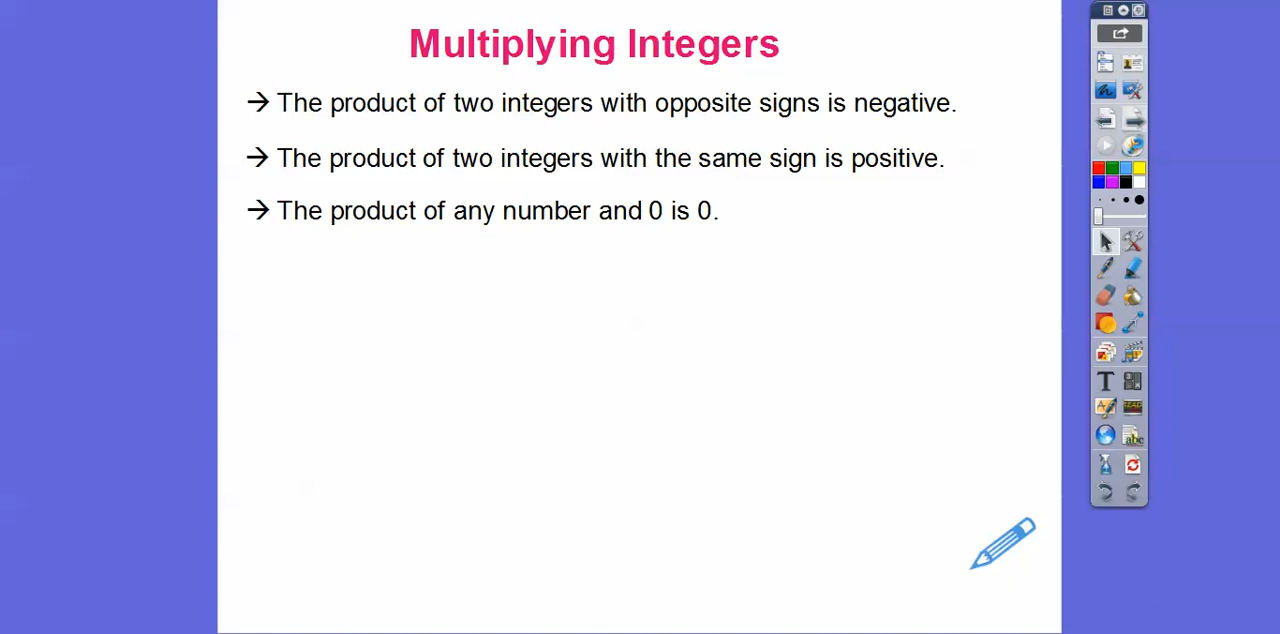 Multiplying Integers
→ The product of two integers with opposite signs is negative.
→ The product of two integers with the same sign is positive.
→ The product of any number and 0 is 0.
T
abc